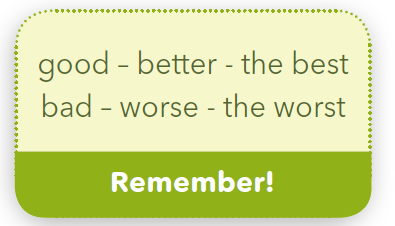 good – better - the best
bad – worse - the worst
Remember!